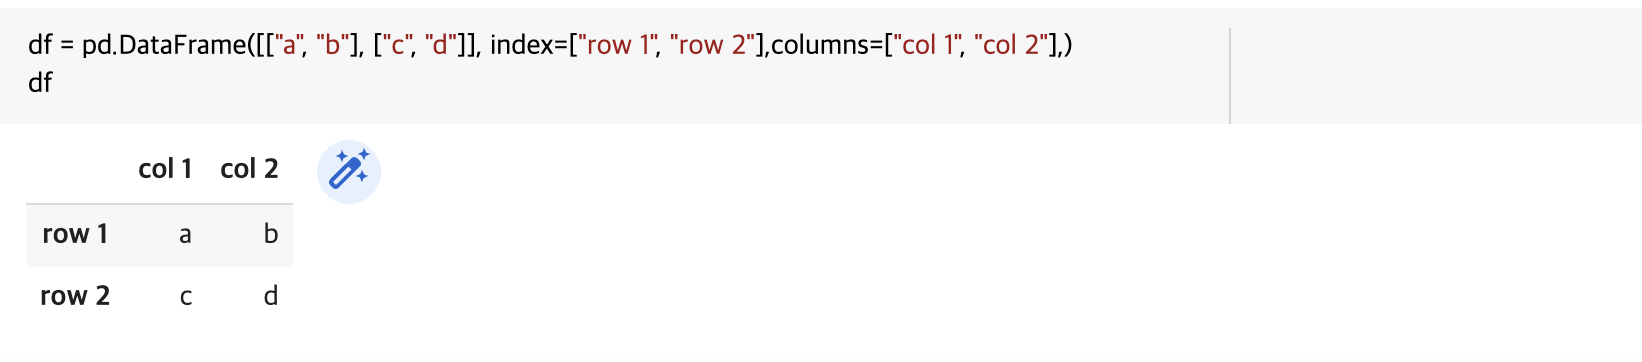 df = pd.DataFrame([["a", "b"], ["c", "d"]], index=["row 1", "row 2"],columns=["col 1", "col 2"],)
df
col 1 col 2
row 1 a b
row 2 c d